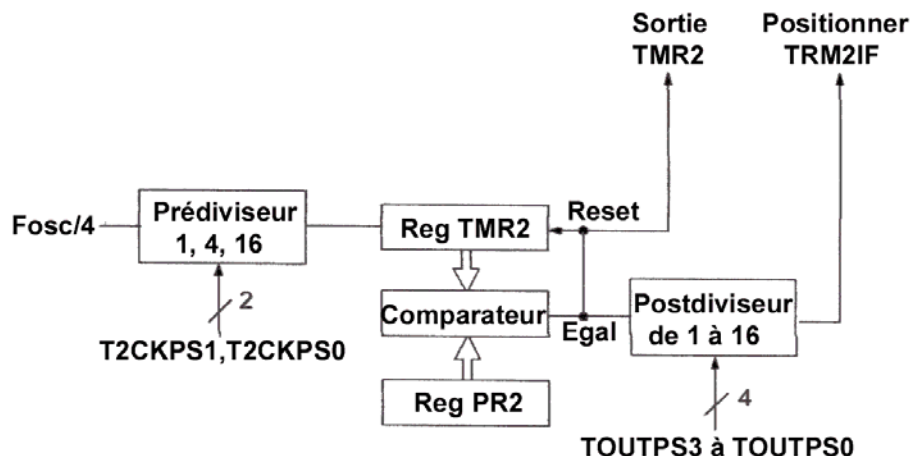 Sortie
TMR2
Positionner
TRM2IF
Fosc/4
Prédiviseur
1, 4, 16
Reg TMR2
Reset
2
T2CKPS1,T2CKPS0
Comparateur
Egal
Postdiviseur
de 1 à 16
Reg PR2
4
TOUTPS3 à TOUTPS0